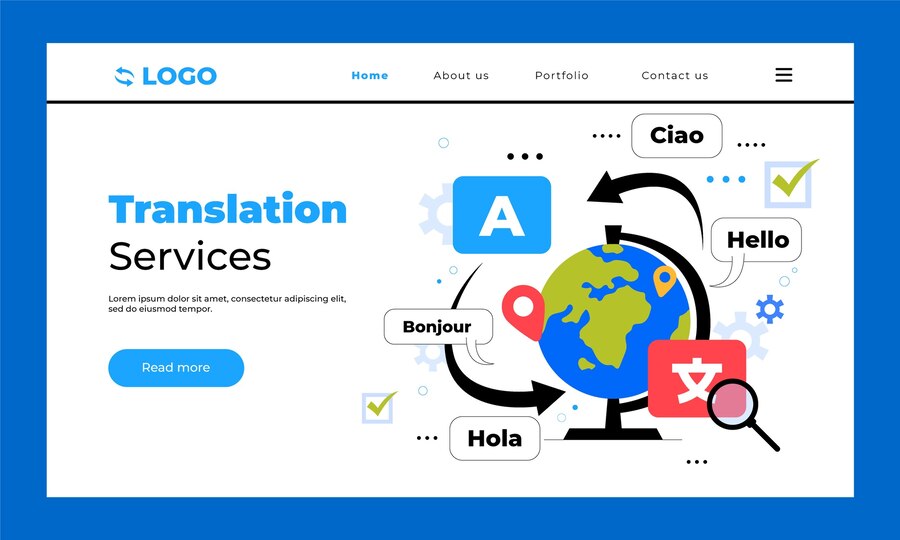 LOGO
Home
About us
Portfolio
Contact us
Translation
Services
Lorem ipsum dolor sit amet, consectetur adipiscing elit,
sed do eiusmod tempor.
Read more
Ciao
A
Hello
Bonjour
文
Hola